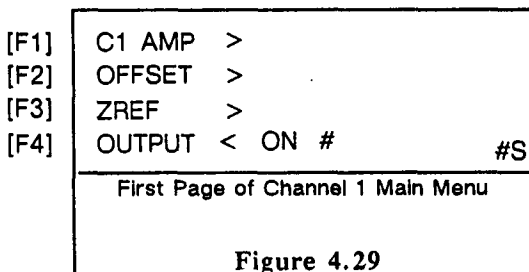 [F1] C1 AMP >
[F2] OFFSET >
[F3] ZREF >
[F4] OUTPUT < ON # #S
First Page of Channel 1 Main Menu
Figure 4.29